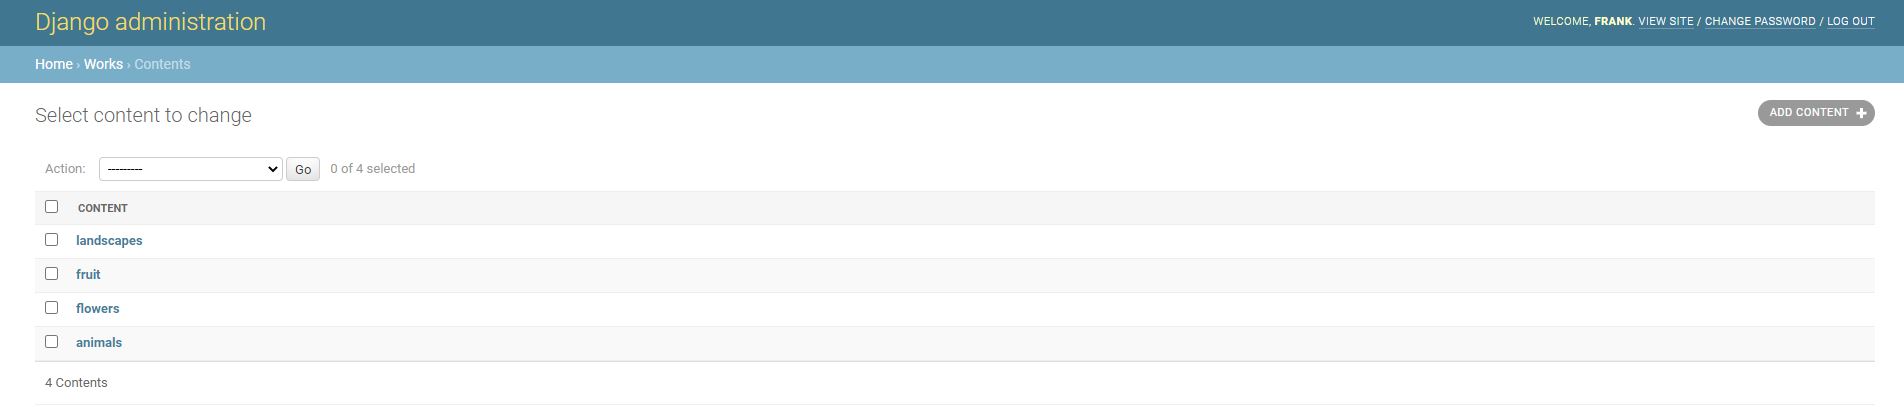 Django administration
WELCOME, FRANK. VIEW SITE / CHANGE PASSWORD / LOG OUT
Home › Works › Contents
Select content to change
ADD CONTENT +
Action: --------- Go 0 of 4 selected
CONTENT
landscapes
fruit
flowers
animals
4 Contents